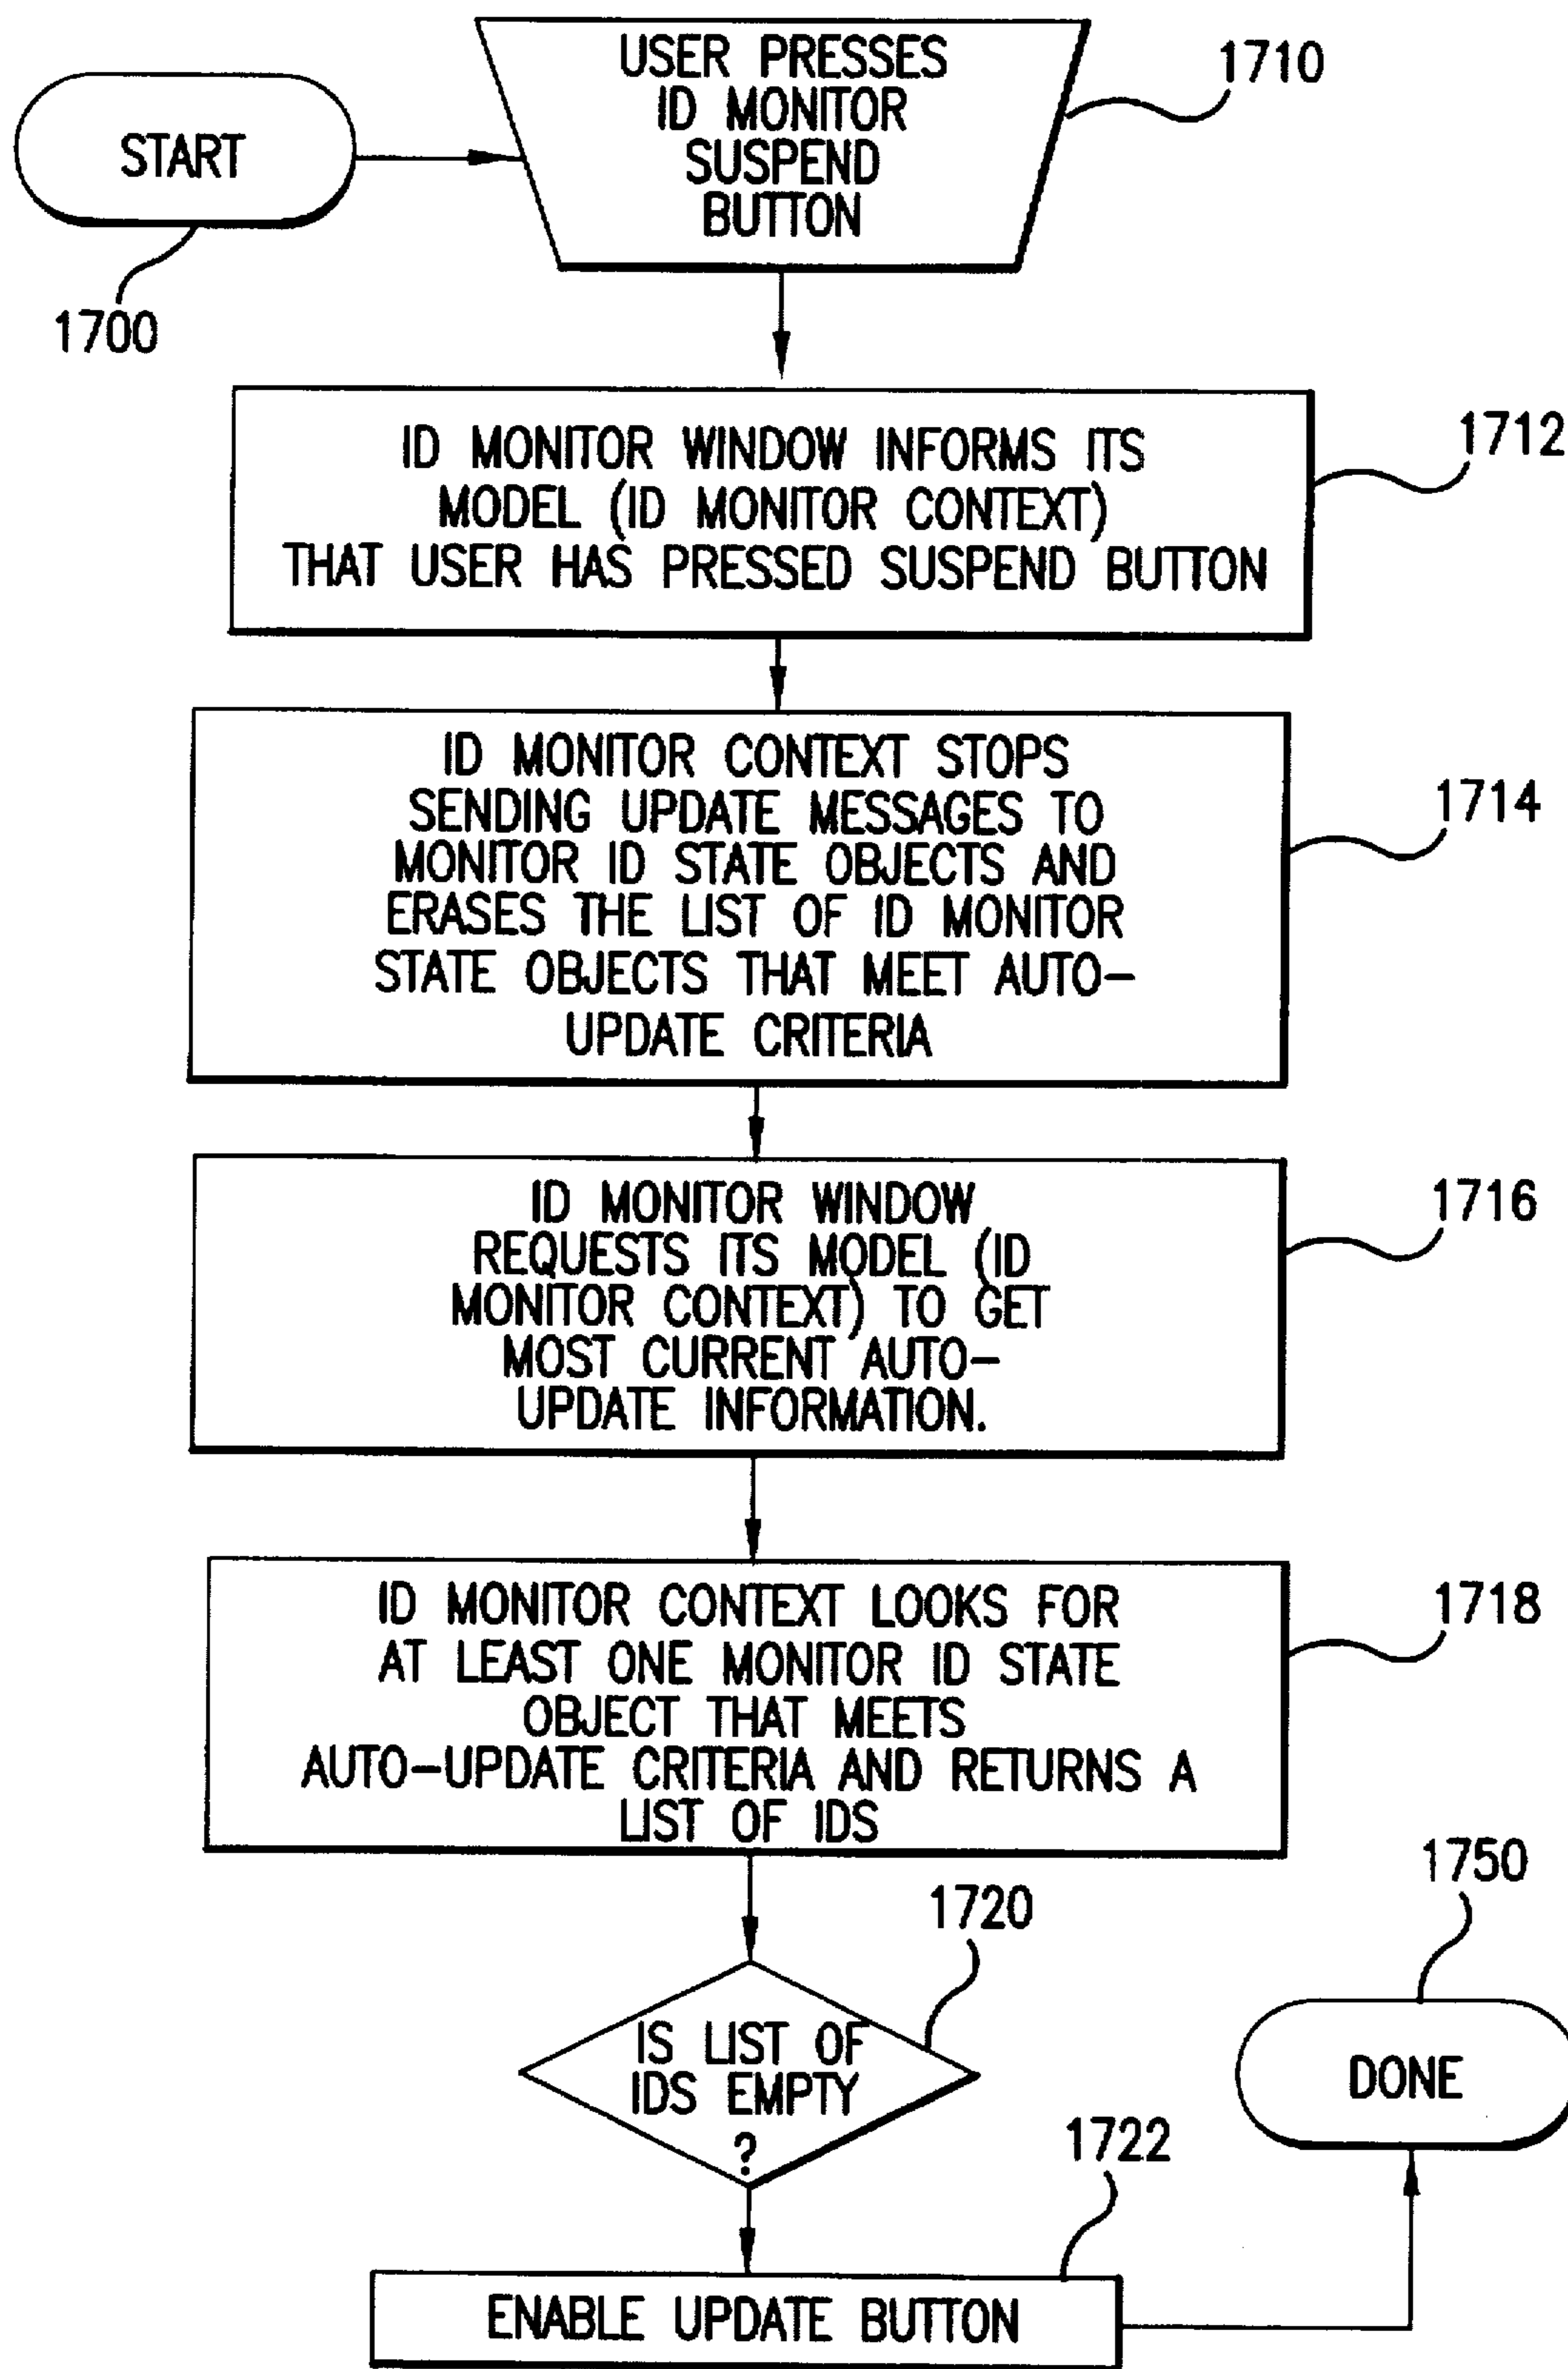 START
1700
USER PRESSES
ID MONITOR
SUSPEND
BUTTON
1710
ID MONITOR WINDOW INFORMS ITS
MODEL (ID MONITOR CONTEXT)
THAT USER HAS PRESSED SUSPEND BUTTON
1712
ID MONITOR CONTEXT STOPS
SENDING UPDATE MESSAGES TO
MONITOR ID STATE OBJECTS AND
ERASES THE LIST OF ID MONITOR
STATE OBJECTS THAT MEET AUTO-
UPDATE CRITERIA
1714
ID MONITOR WINDOW
REQUESTS ITS MODEL (ID
MONITOR CONTEXT) TO GET
MOST CURRENT AUTO-
UPDATE INFORMATION.
1716
ID MONITOR CONTEXT LOOKS FOR
AT LEAST ONE MONITOR ID STATE
OBJECT THAT MEETS
AUTO-UPDATE CRITERIA AND RETURNS A
LIST OF IDS
1718
IS LIST OF
IDS EMPTY
?
1720
ENABLE UPDATE BUTTON
1722
DONE
1750